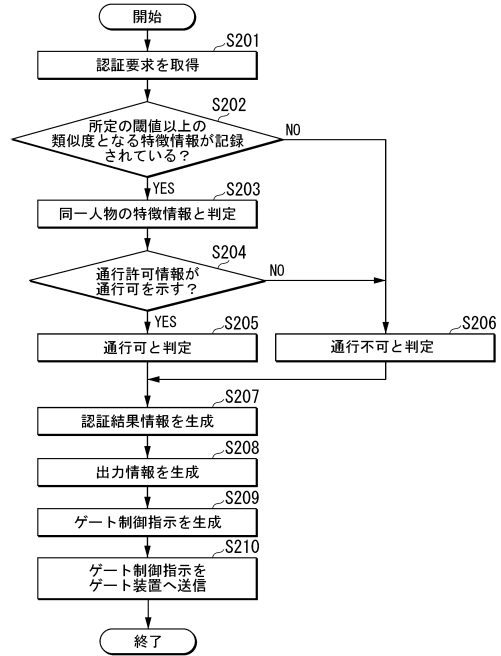 開始
S201
認証要求を取得
S202
所定の閾値以上の
類似度となる特徴情報が記録
されている？
NO
YES
S203
同一人物の特徴情報と判定
S204
通行許可情報が
通行可を示す？
NO
YES
S205
通行可と判定
S206
通行不可と判定
S207
認証結果情報を生成
S208
出力情報を生成
S209
ゲート制御指示を生成
S210
ゲート制御指示を
ゲート装置へ送信
終了